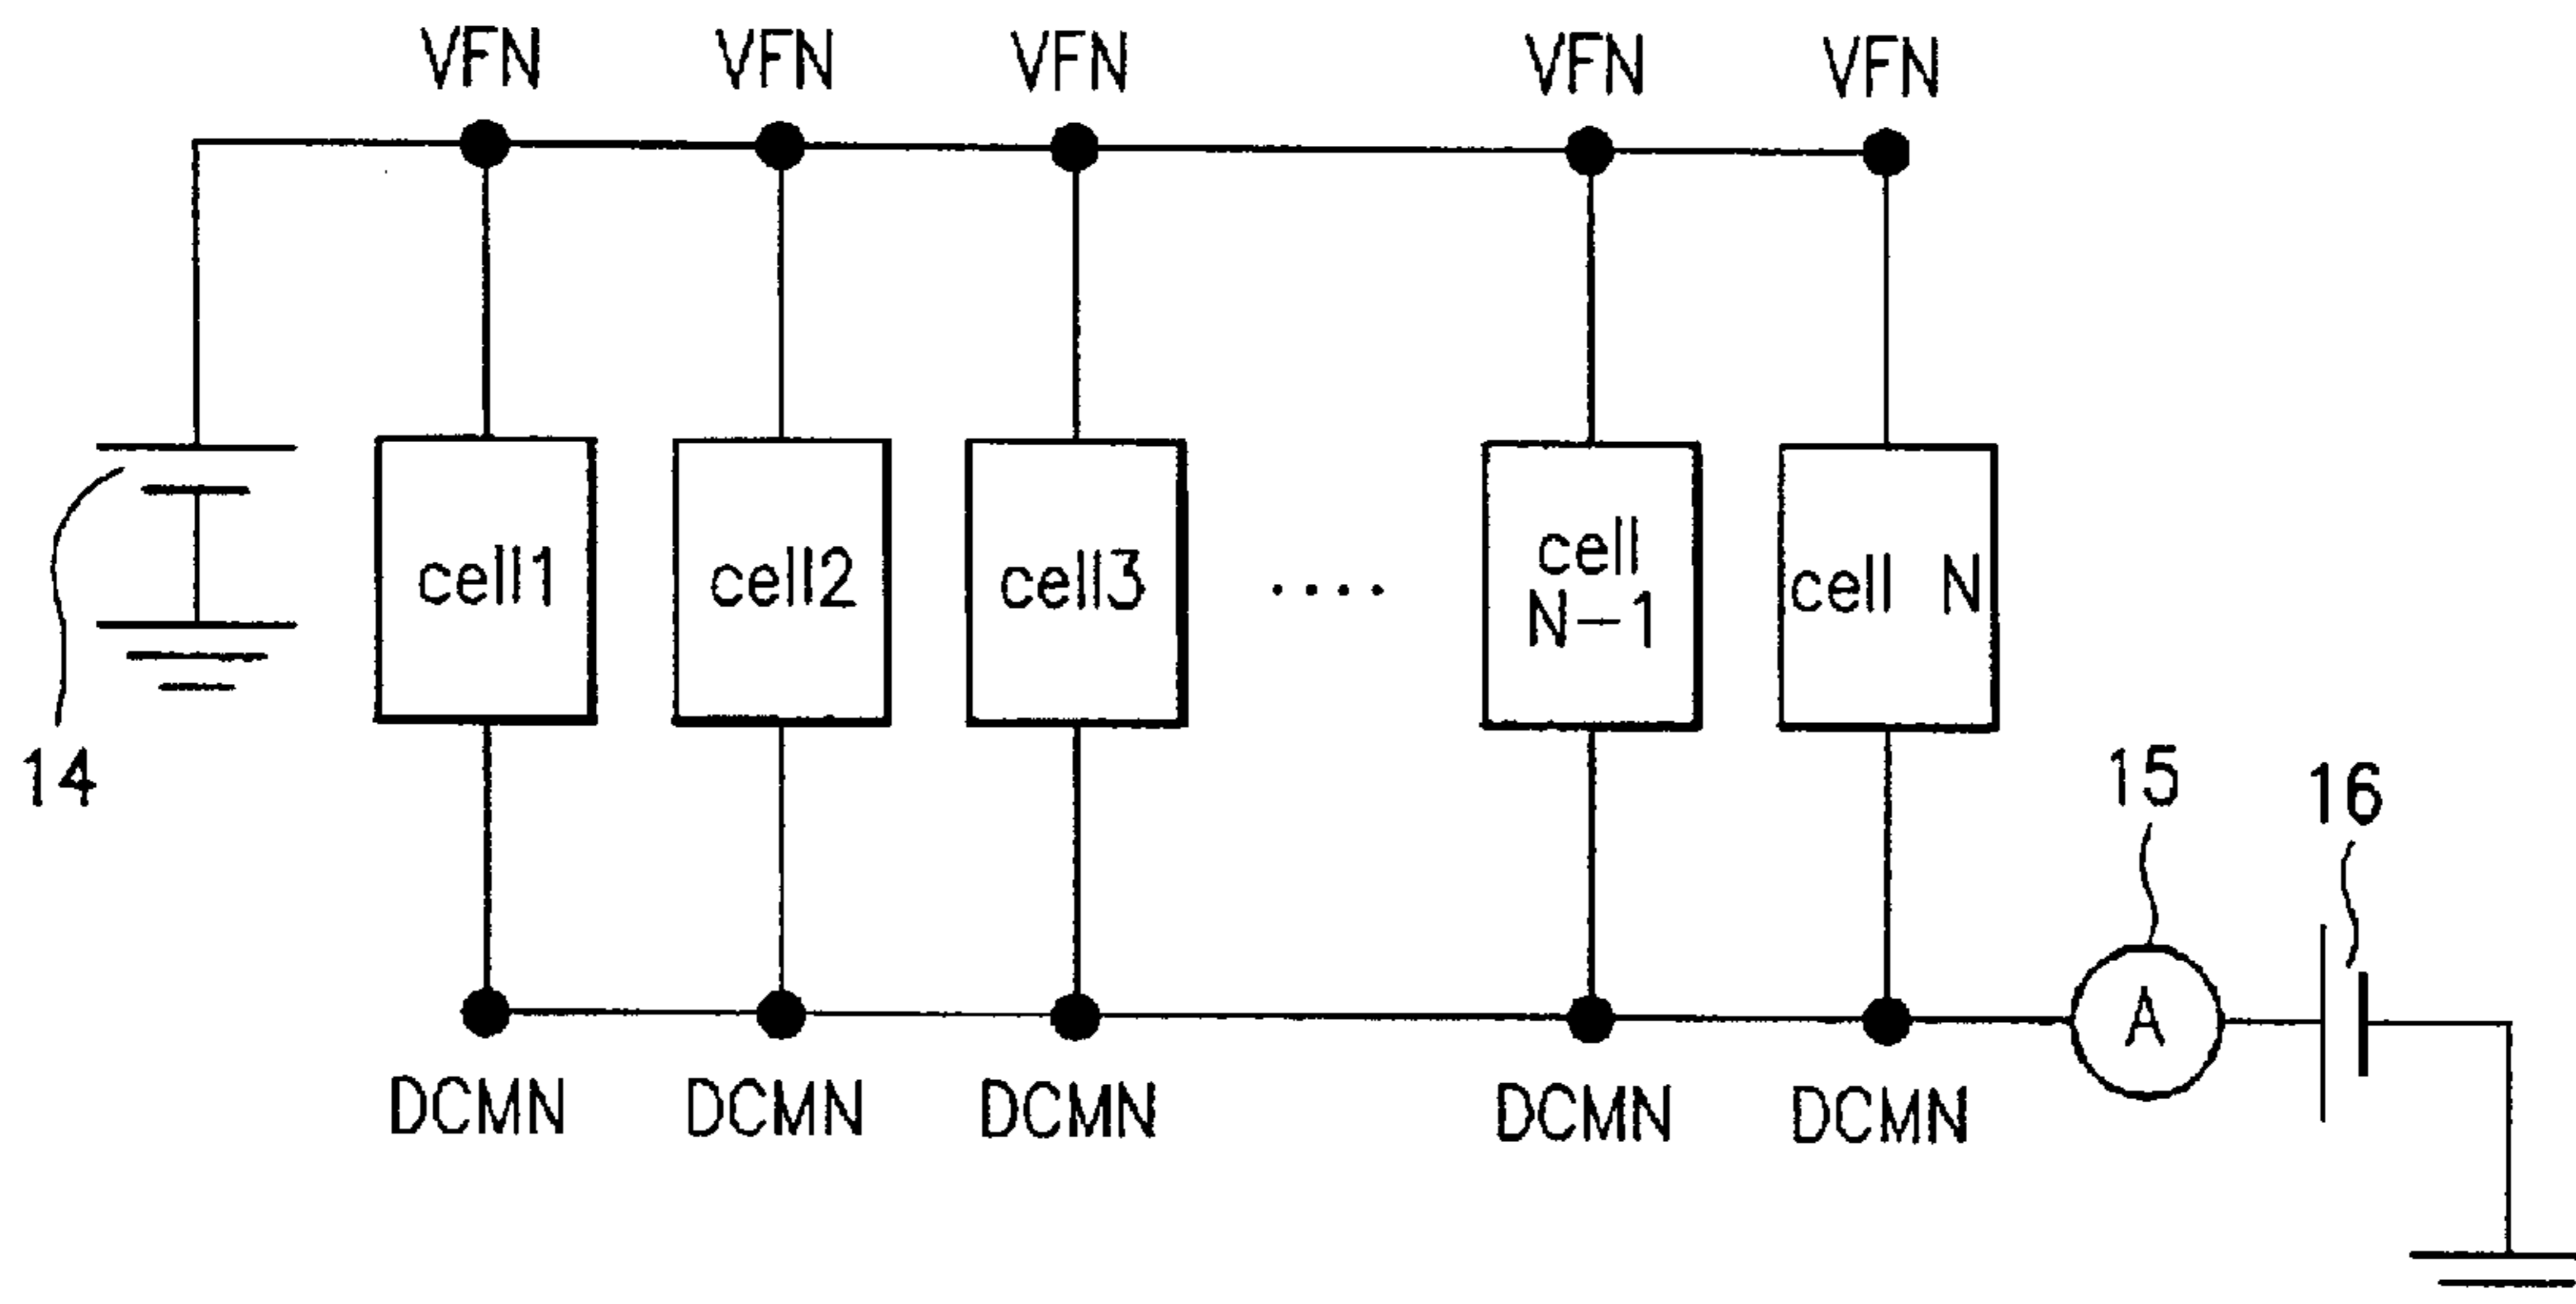 VFN VFN VFN VFN VFN
cell1 cell2 cell3 .... cell N-1 cell N
14
15 16
A
DCMN DCMN DCMN DCMN DCMN